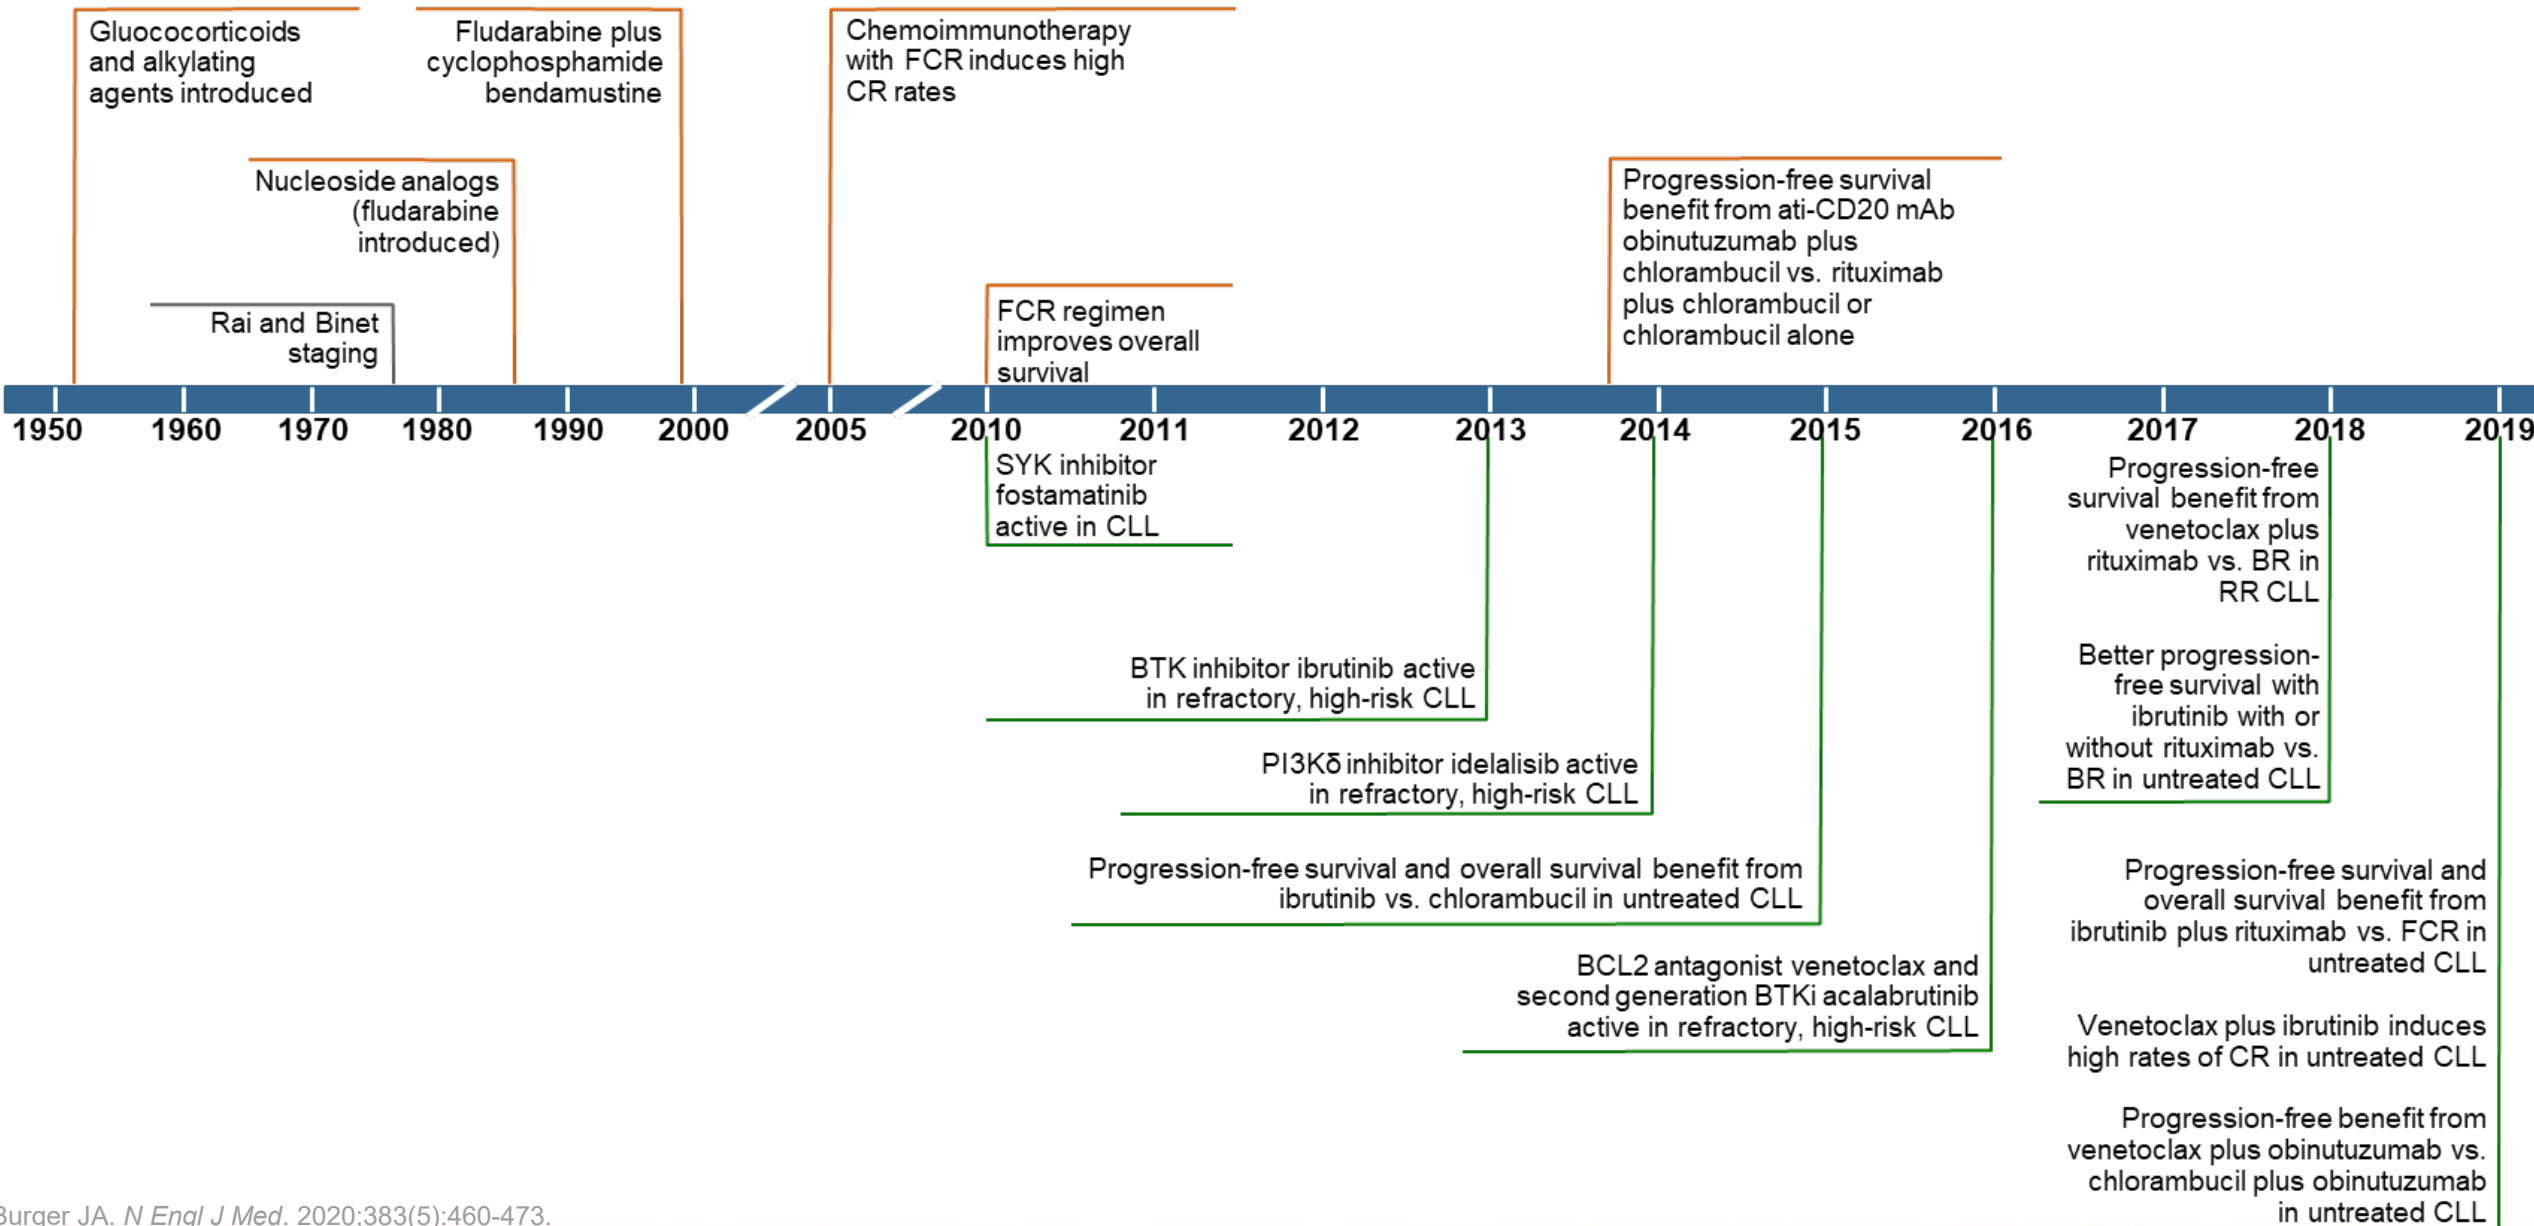 Gluococorticoids
and alkylating
agents introduced
Fludarabine plus
cyclophosphamide
bendamustine
Chemoimmunotherapy
with FCR induces high
CR rates
Nucleoside analogs
(fludarabine
introduced)
Progression-free survival
benefit from ati-CD20 mAb
obinutuzumab plus
chlorambucil vs. rituximab
plus chlorambucil or
chlorambucil alone
Rai and Binet
staging
FCR regimen
improves overall
survival
1950 1960 1970 1980 1990 2000 2005 2010 2011 2012 2013 2014 2015 2016 2017 2018 2019
SYK inhibitor
fostamatinib
active in CLL
Progression-free
survival benefit from
venetoclax plus
rituximab vs. BR in
RR CLL
BTK inhibitor ibrutinib active
in refractory, high-risk CLL
Better progression-
free survival with
ibrutinib with or
without rituximab vs.
BR in untreated CLL
PI3Kδ inhibitor idelalisib active
in refractory, high-risk CLL
Progression-free survival and overall survival benefit from
ibrutinib vs. chlorambucil in untreated CLL
Progression-free survival and
overall survival benefit from
ibrutinib plus rituximab vs. FCR in
untreated CLL
BCL2 antagonist venetoclax and
second generation BTKi acalabrutinib
active in refractory, high-risk CLL
Venetoclax plus ibrutinib induces
high rates of CR in untreated CLL
Progression-free benefit from
venetoclax plus obinutuzumab vs.
chlorambucil plus obinutuzumab
in untreated CLL
Burger JA. N Engl J Med. 2020;383(5):460-473.